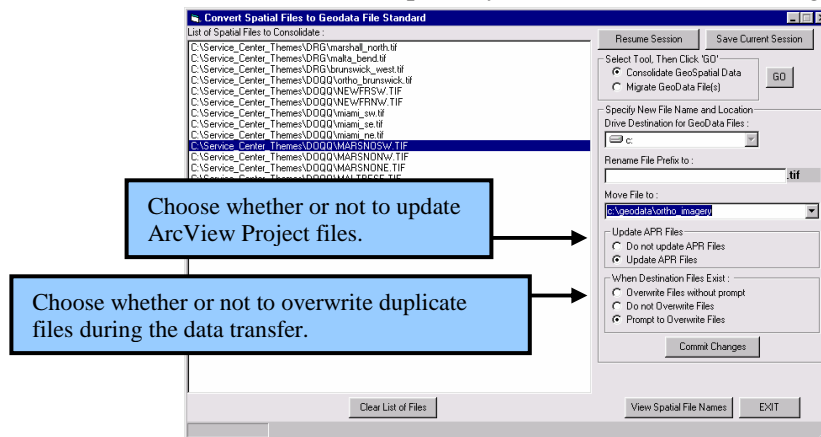 Convert Spatial Files to Geodata File Standard
List of Spatial Files to Consolidate :
C:\Service_Center_Themes\DRG\marshall_north.tif
C:\Service_Center_Themes\DRG\malta_bend.tif
C:\Service_Center_Themes\DRG\brunswick_west.tif
C:\Service_Center_Themes\DOQQ\ortho_brunswick.tif
C:\Service_Center_Themes\DOQQ\NEWFRSW.TIF
C:\Service_Center_Themes\DOQQ\NEWFRNW.TIF
C:\Service_Center_Themes\DOQQ\miami_sw.tif
C:\Service_Center_Themes\DOQQ\miami_se.tif
C:\Service_Center_Themes\DOQQ\miami_ne.tif
C:\Service_Center_Themes\DOQQ\MARSNOSW.TIF
C:\Service_Center_Themes\DOQQ\MARSNONW.TIF
C:\Service_Center_Themes\DOQQ\MARSNONE.TIF
Choose whether or not to update
ArcView Project files.
Choose whether or not to overwrite duplicate
files during the data transfer.
Clear List of Files
Resume Session
Save Current Session
Select Tool, Then Click 'GO'
Consolidate GeoSpatial Data
Migrate GeoData File(s)
GO
Specify New File Name and Location
Drive Destination for GeoData Files :
c:
Rename File Prefix to :
.tif
Move File to :
c:\geodata\ortho_imagery
Update APR Files
Do not update APR Files
Update APR Files
When Destination Files Exist :
Overwrite Files without prompt
Do not Overwrite Files
Prompt to Overwrite Files
Commit Changes
View Spatial File Names
EXIT